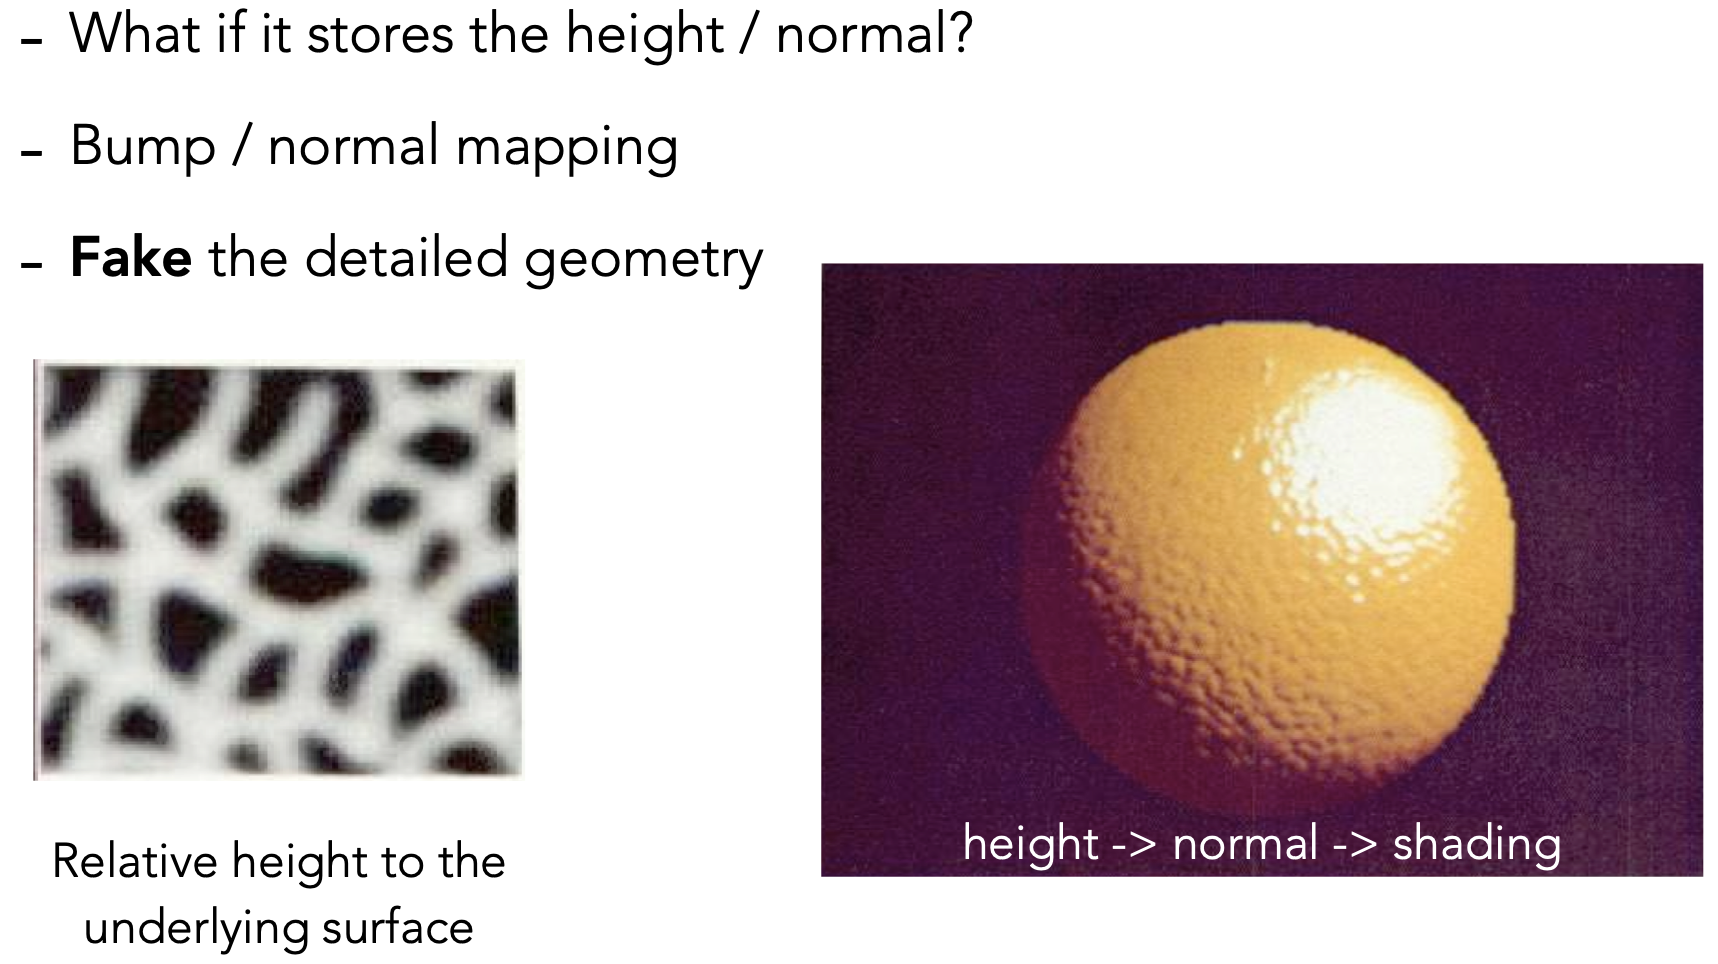 - What if it stores the height / normal?
- Bump / normal mapping
- Fake the detailed geometry
height -> normal -> shading
Relative height to the
underlying surface